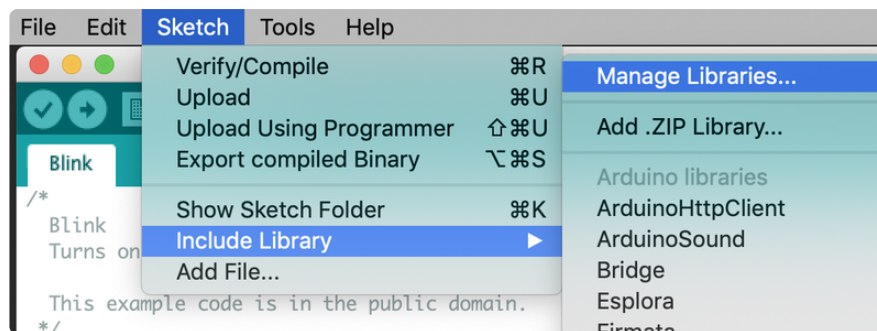 File Edit Sketch Tools Help
Verify/Compile ⌘R
Upload ⌘U
Upload Using Programmer ⇧⌘U
Export compiled Binary ⌥⌘S
Show Sketch Folder ⌘K
Include Library ▶
Add File...
Manage Libraries...
Add .ZIP Library...
Arduino libraries
ArduinoHttpClient
ArduinoSound
Bridge
Esplora
Firmata
Blink
/*
Blink
Turns on
This example code is in the public domain.
*/